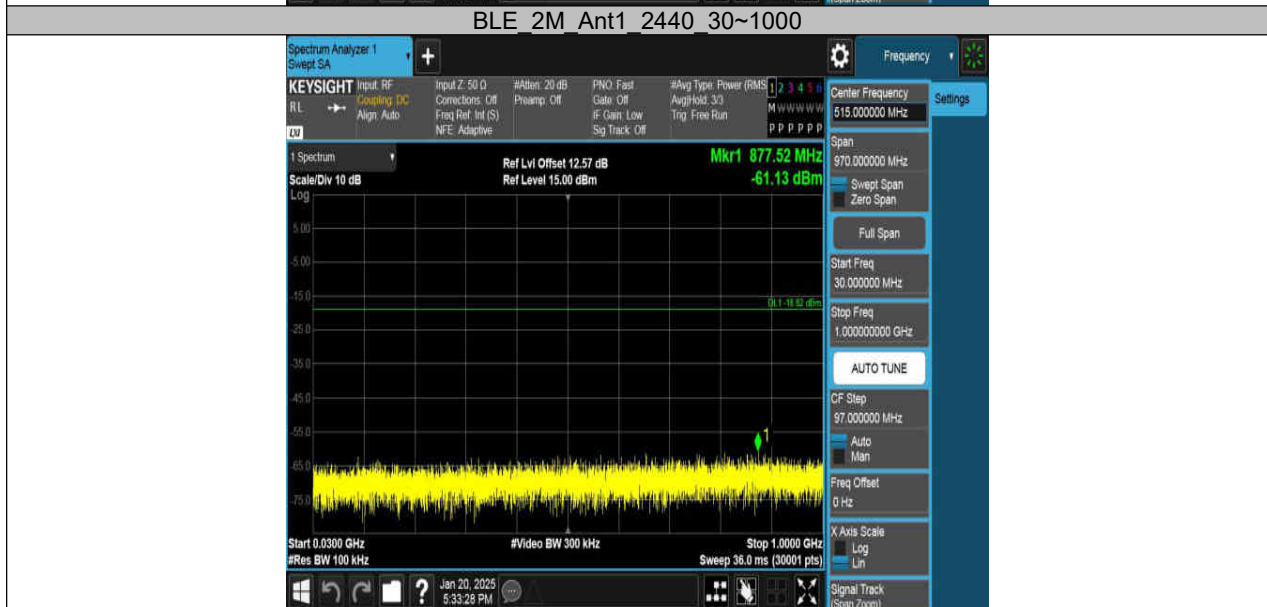 (Span Zoom)
BLE_2M_Ant1_2440_30~1000
Spectrum Analyzer 1
Swept SA
+
Frequency
KEYSIGHT
RL
LXI
Input: RF
Coupling: DC
Align: Auto
Input Z: 50 Ω
Corrections: Off
Freq Ref: Int (S)
NFE: Adaptive
#Atten: 20 dB
Preamp: Off
PNO: Fast
Gate: Off
IF Gain: Low
Sig Track: Off
#Avg Type: Power (RMS
Avg|Hold: 3/3
Trig: Free Run
1 2 3 4 5 6
M W W W W W
P P P P P P
Center Frequency
515.000000 MHz
Settings
Span
970.000000 MHz
Swept Span
Zero Span
Full Span
Start Freq
30.000000 MHz
Stop Freq
1.000000000 GHz
AUTO TUNE
CF Step
97.000000 MHz
Auto
Man
Freq Offset
0 Hz
X Axis Scale
Log
Lin
Signal Track
(Span Zoom)
1 Spectrum
Scale/Div 10 dB
Log
Ref Lvl Offset 12.57 dB
Ref Level 15.00 dBm
Mkr1 877.52 MHz
-61.13 dBm
5.00
-5.00
-15.0
-25.0
-35.0
-45.0
-55.0
-65.0
-75.0
1
Start 0.0300 GHz
#Res BW 100 kHz
#Video BW 300 kHz
Stop 1.0000 GHz
Sweep 36.0 ms (30001 pts)
?
Jan 20, 2025
5:33:28 PM